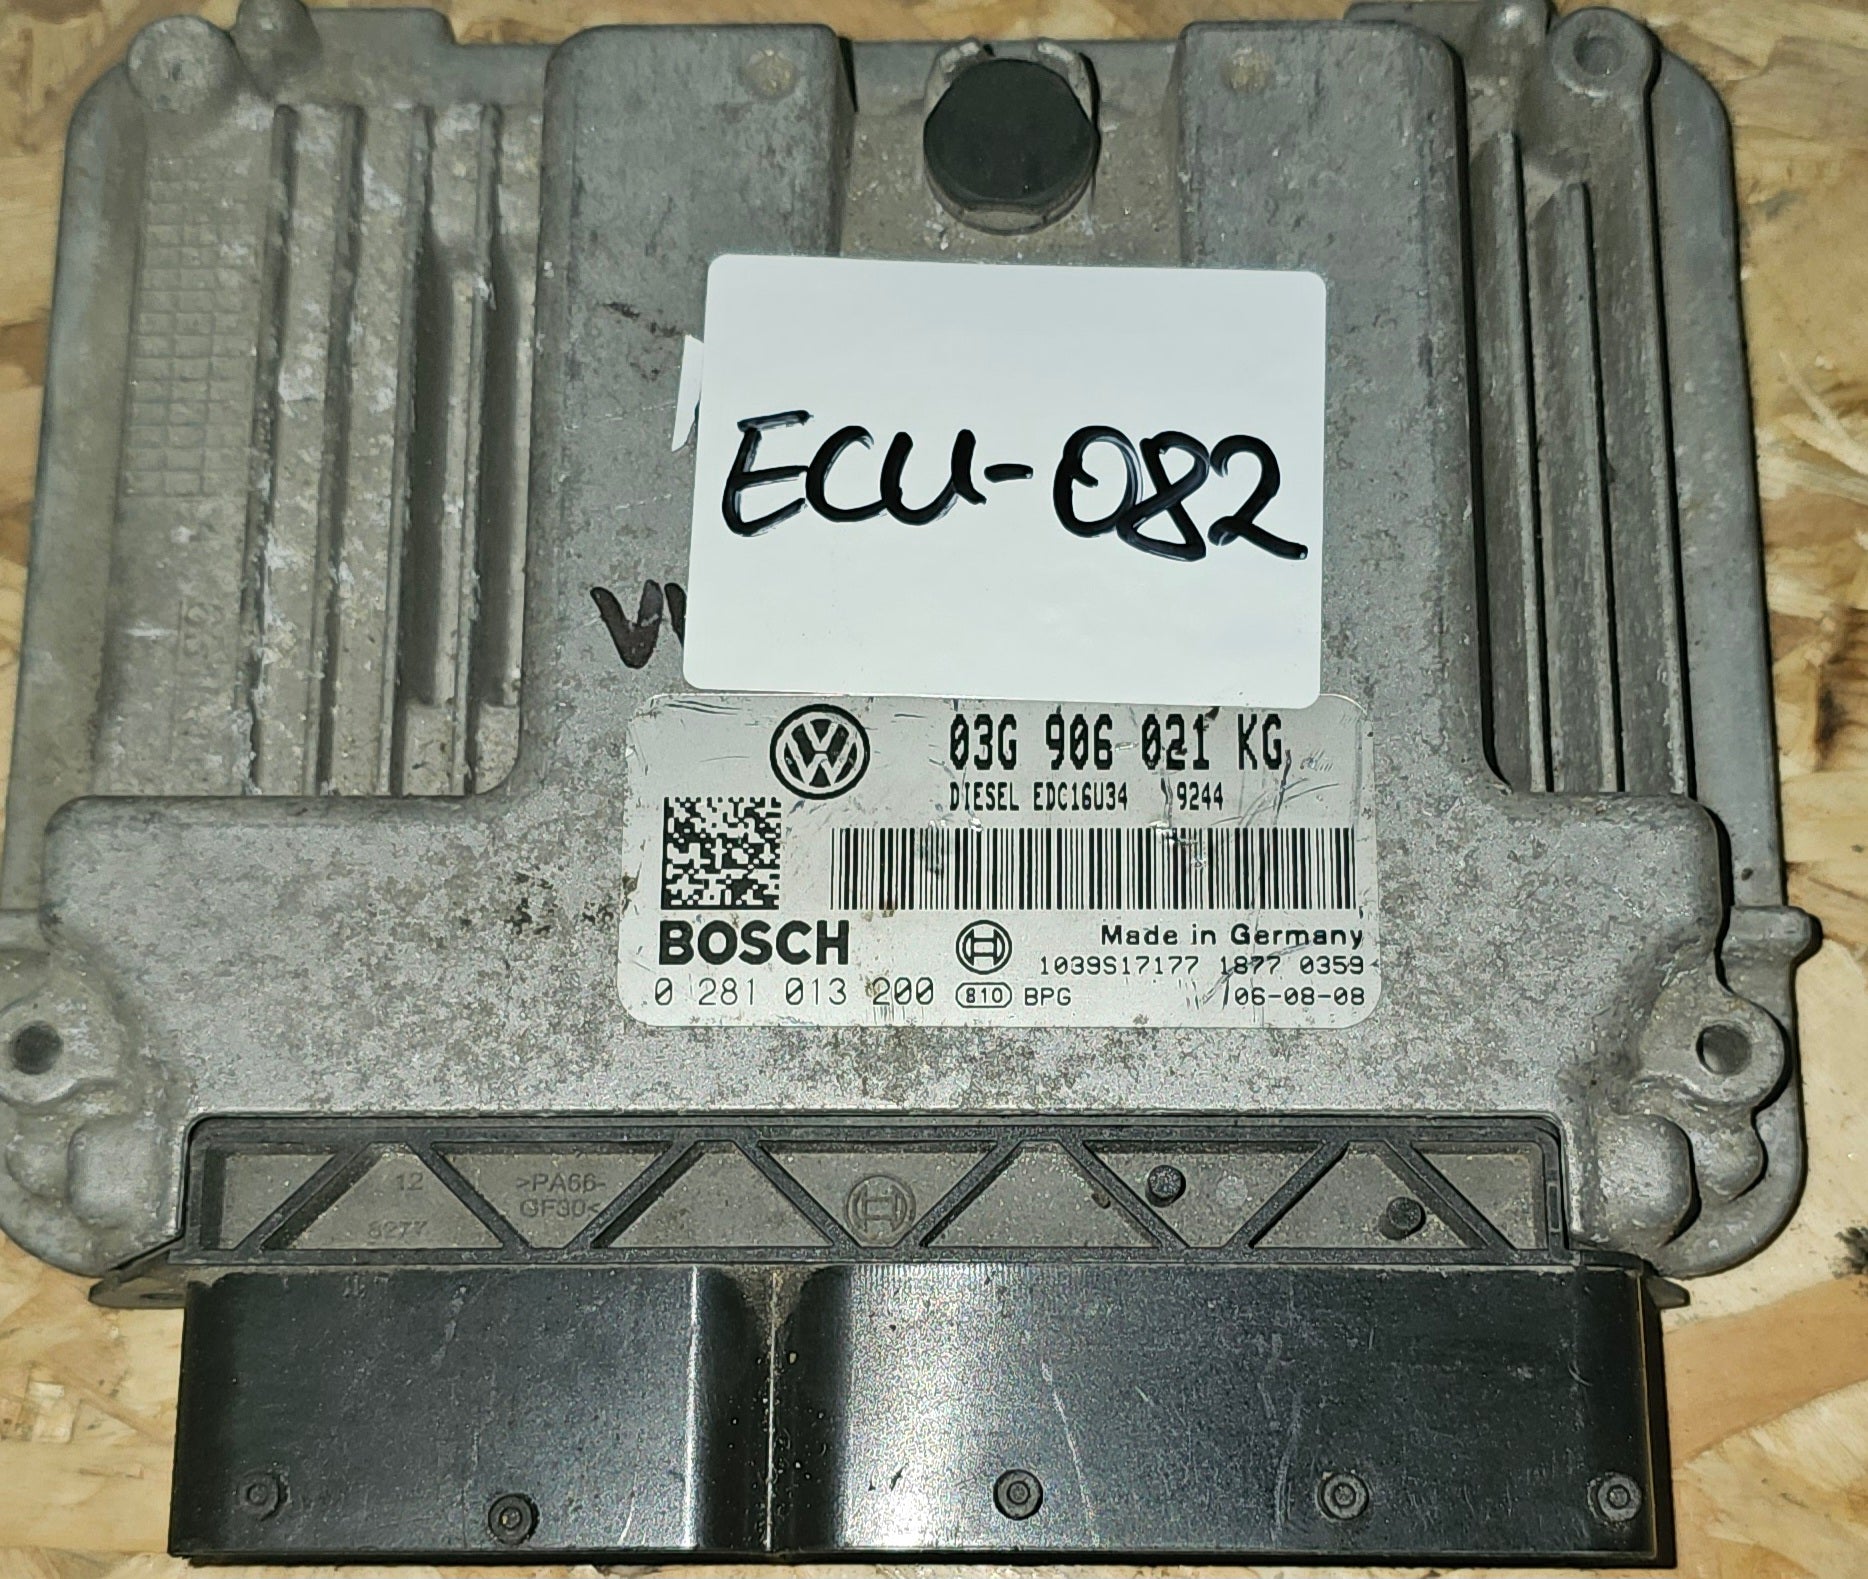 ECU-082
03G 906 021 KG
DIESEL EDC16U34 9244
BOSCH
Made in Germany
1039S17177 1877 0359
0 281 013 200 810 BPG 06-08-08
12
8277
>PA66-
GF30<